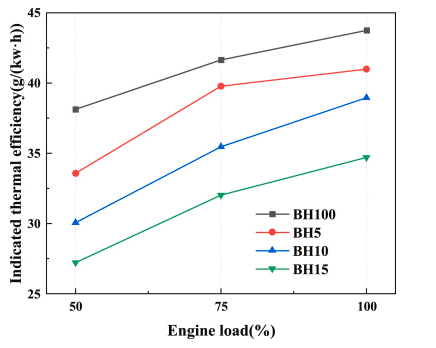 Indicated thermal efficiency(g/(kw·h))
45
40
35
30
25
50
75
100
Engine load(%)
BH100
BH5
BH10
BH15